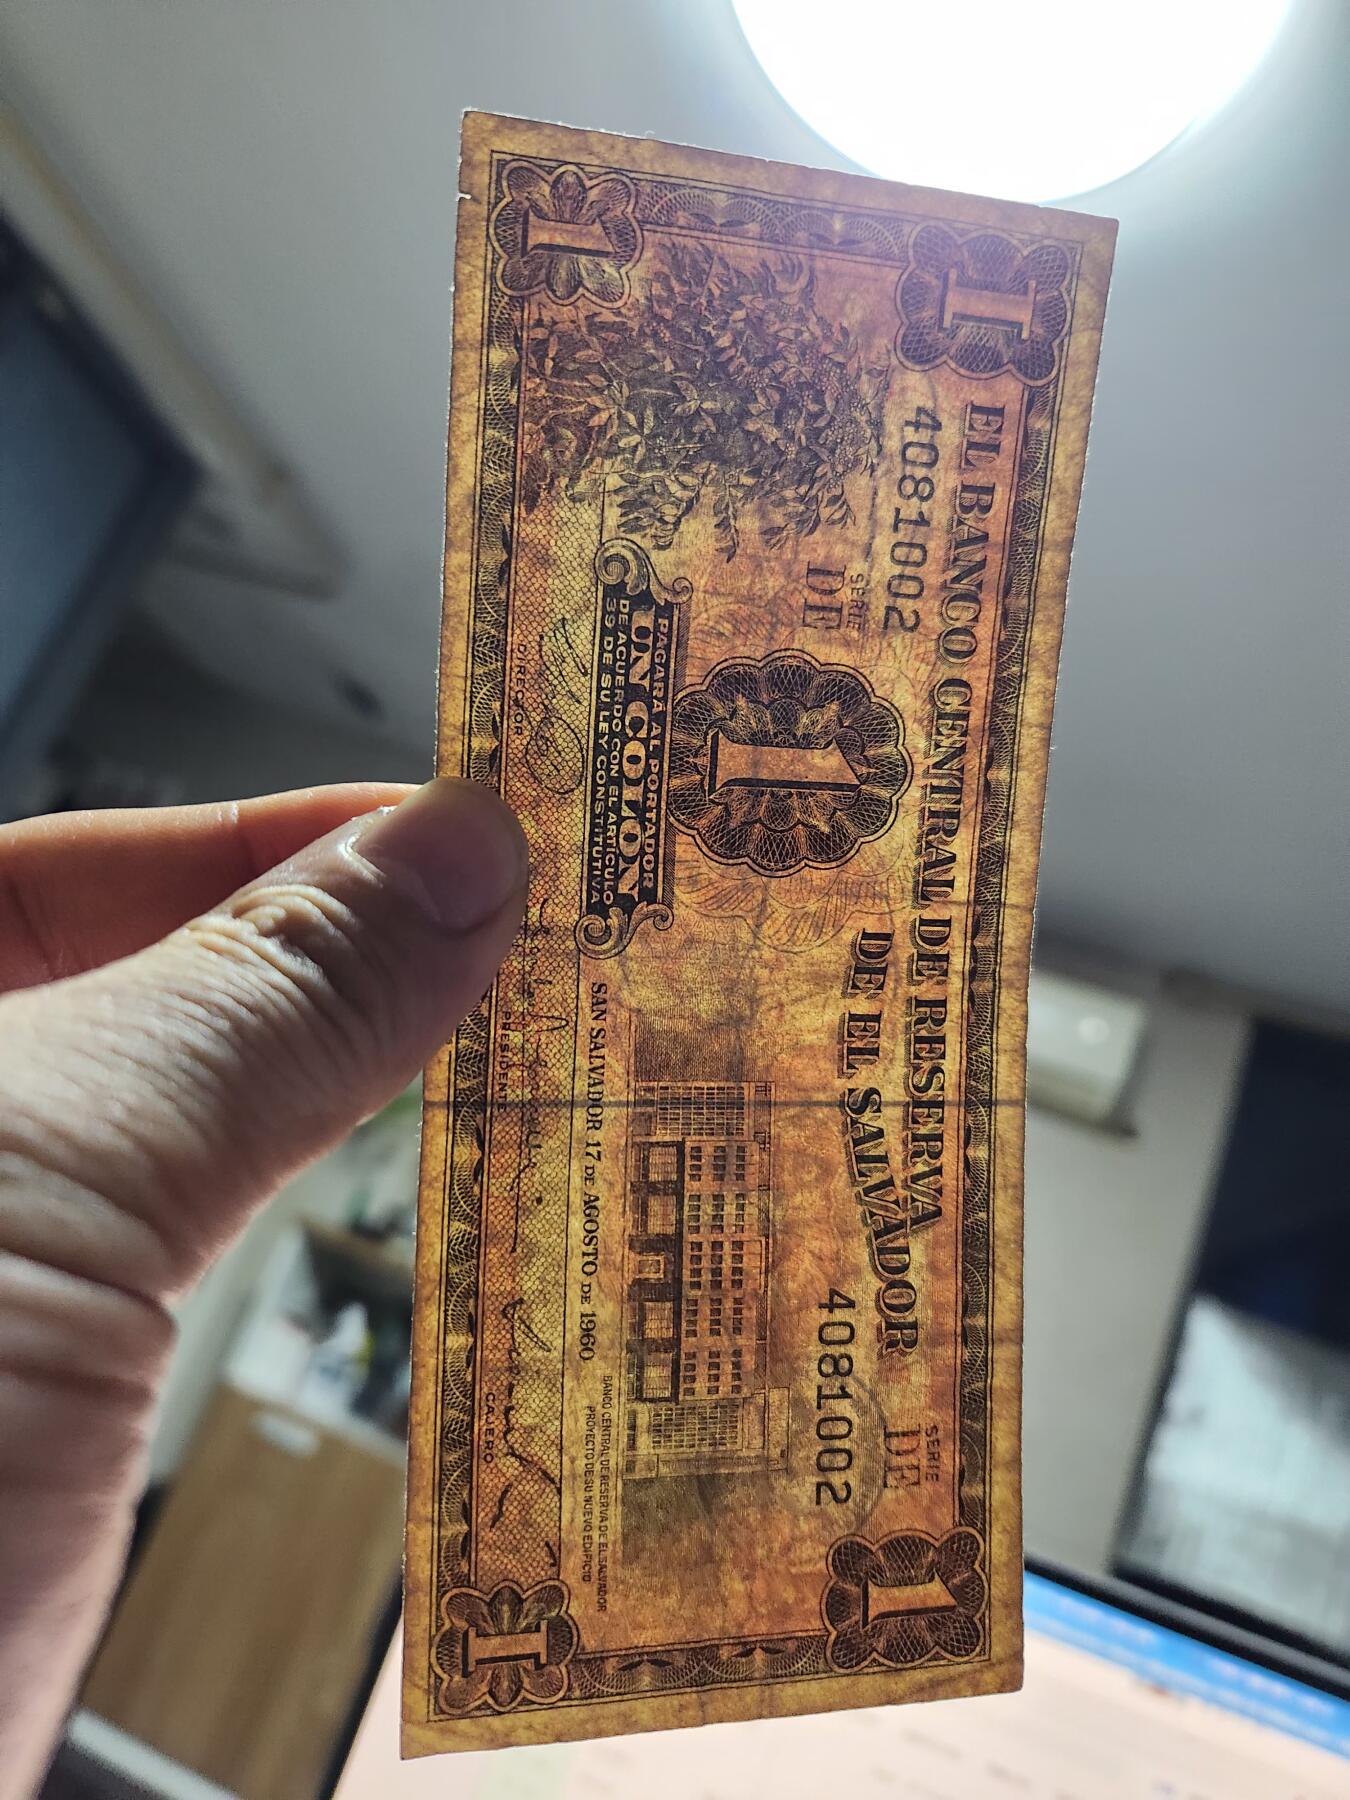 1
1
EL BANCO CENTRAL DE RESERVA
DE EL SALVADOR
4081002
SERIE
DE
4081002
SERIE
DE
1
PAGARÁ AL PORTADOR
UN COLON
DE ACUERDO CON EL ARTICULO
39 DE SU LEY CONSTITUTIVA
SAN SALVADOR 17 DE AGOSTO DE 1960
BANCO CENTRAL DE RESERVA DE EL SALVADOR
PROYECTO DE SU NUEVO EDIFICIO
DIRECTOR
PRESIDENTE
CAJERO
1
1